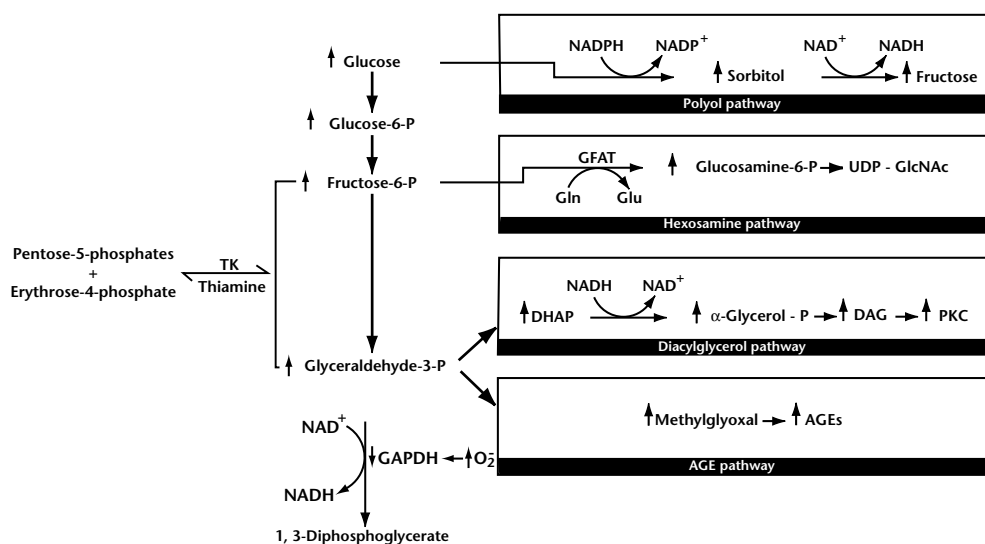 Glucose
Glucose-6-P
Fructose-6-P
Pentose-5-phosphates
+
Erythrose-4-phosphate
TK
Thiamine
Glyceraldehyde-3-P
NAD+
GAPDH
O2-
NADH
1, 3-Diphosphoglycerate
NADPH NADP+ NAD+ NADH
Sorbitol Fructose
Polyol pathway
GFAT
Glucosamine-6-P UDP - GlcNAc
Gln Glu
Hexosamine pathway
NADH NAD+
DHAP α-Glycerol - P DAG PKC
Diacylglycerol pathway
Methylglyoxal AGEs
AGE pathway